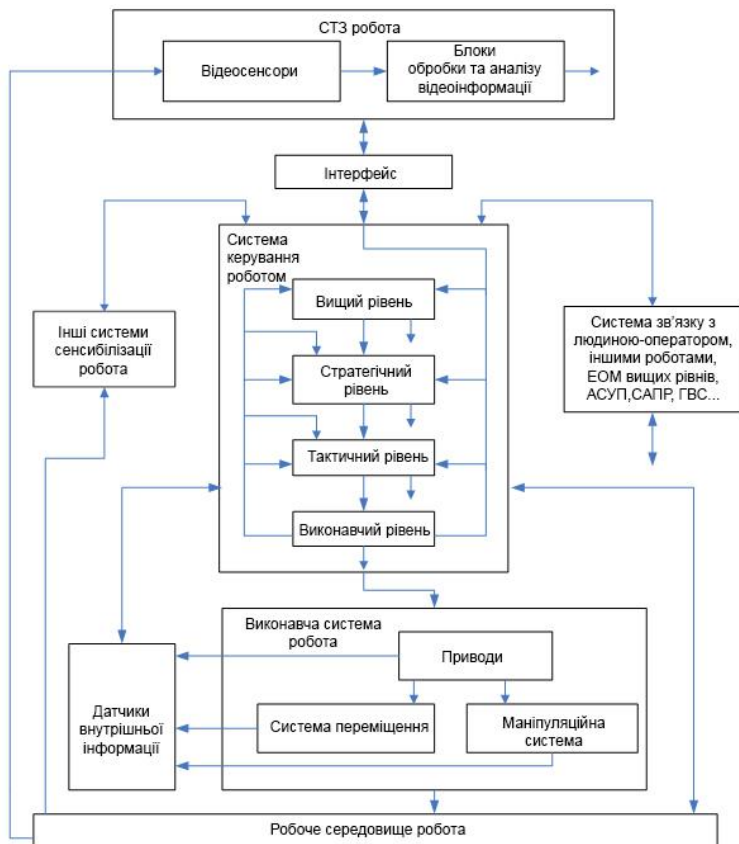 СТЗ робота
Відеосенсори
Блоки
обробки та аналізу
відеоінформації
Інтерфейс
Система
керування
роботом
Вищий рівень
Стратегічний
рівень
Тактичний рівень
Виконавчий рівень
Інші системи
сенсибілізації
робота
Система зв’язку з
людиною-оператором,
іншими роботами,
ЕОМ вищих рівнів,
АСУП,САПР, ГВС...
Виконавча система
робота
Приводи
Система переміщення
Маніпуляційна
система
Датчики
внутрішньої
інформації
Робоче середовище робота